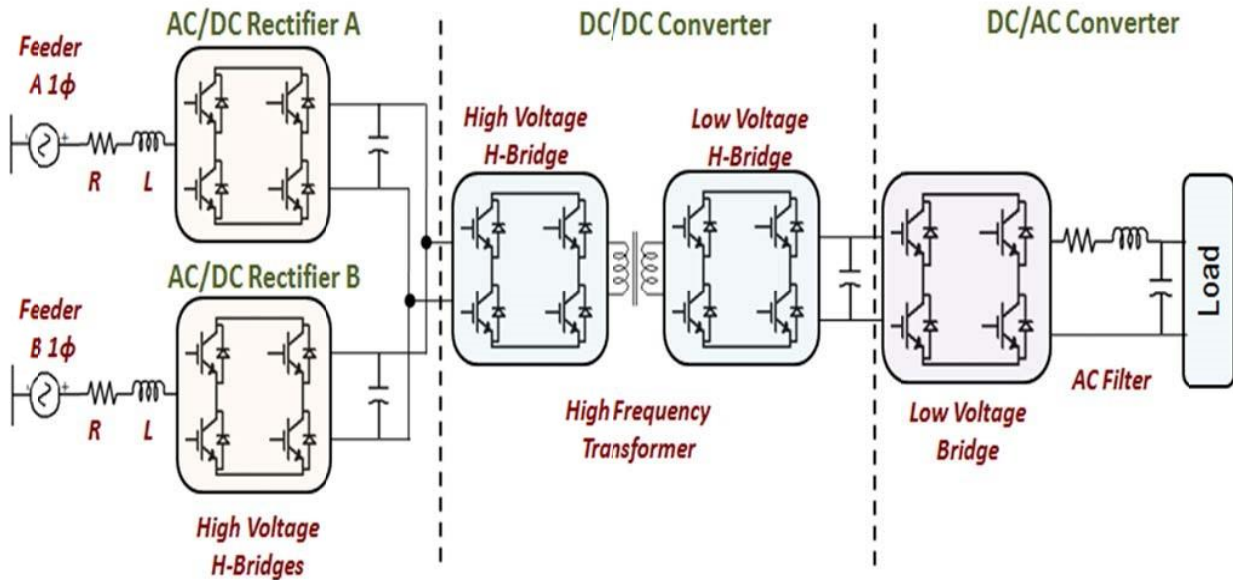 AC/DC Rectifier A
Feeder
A 1ϕ
R
L
AC/DC Rectifier B
Feeder
B 1ϕ
R
L
High Voltage
H-Bridges
DC/DC Converter
High Voltage
H-Bridge
Low Voltage
H-Bridge
High Frequency
Transformer
DC/AC Converter
Low Voltage
Bridge
AC Filter
Load